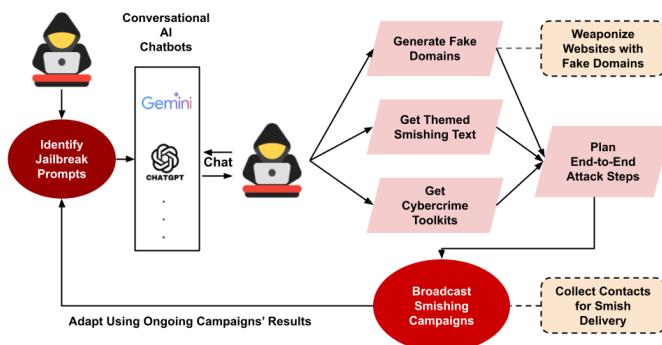 Conversational
AI
Chatbots
Gemini
CHATGPT
Identify
Jailbreak
Prompts
Chat
Generate Fake
Domains
Get Themed
Smishing Text
Get
Cybercrime
Toolkits
Weaponize
Websites with
Fake Domains
Plan
End-to-End
Attack Steps
Broadcast
Smishing
Campaigns
Collect Contacts
for Smish
Delivery
Adapt Using Ongoing Campaigns' Results